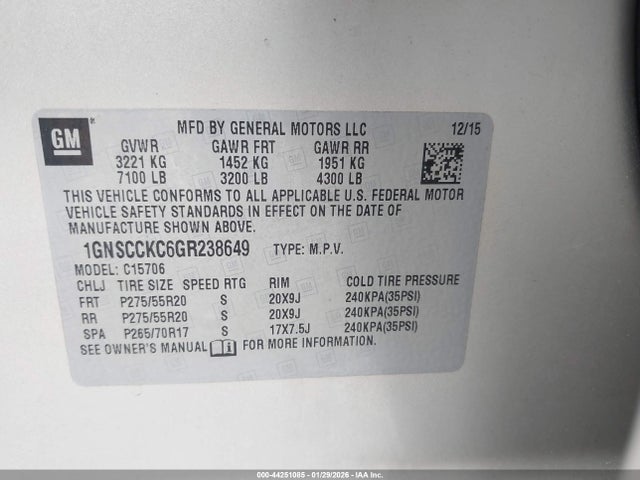 GM
MFD BY GENERAL MOTORS LLC 12/15
GVWR GAWR FRT GAWR RR
3221 KG 1452 KG 1951 KG
7100 LB 3200 LB 4300 LB
THIS VEHICLE CONFORMS TO ALL APPLICABLE U.S. FEDERAL MOTOR
VEHICLE SAFETY STANDARDS IN EFFECT ON THE DATE OF
MANUFACTURE SHOWN ABOVE.
1GNSCCKC6GR238649 TYPE: M.P.V.
MODEL: C15706
CHLJ TIRE SIZE SPEED RTG RIM COLD TIRE PRESSURE
FRT P275/55R20 S 20X9J 240KPA(35PSI)
RR P275/55R20 S 20X9J 240KPA(35PSI)
SPA P265/70R17 S 17X7.5J 240KPA(35PSI)
SEE OWNER'S MANUAL FOR MORE INFORMATION.
000-44251085 - 01/29/2026 - IAA Inc.